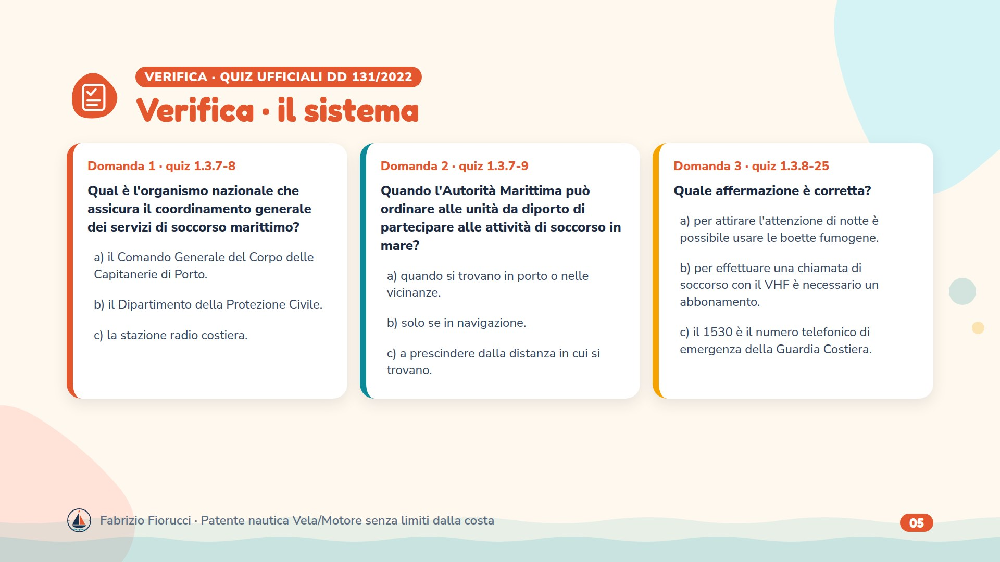 VERIFICA · QUIZ UFFICIALI DD 131/2022
Verifica · il sistema
Domanda 1 · quiz 1.3.7-8
Qual è l'organismo nazionale che
assicura il coordinamento generale
dei servizi di soccorso marittimo?
a) il Comando Generale del Corpo delle
Capitanerie di Porto.
b) il Dipartimento della Protezione Civile.
c) la stazione radio costiera.
Domanda 2 · quiz 1.3.7-9
Quando l'Autorità Marittima può
ordinare alle unità da diporto di
partecipare alle attività di soccorso in
mare?
a) quando si trovano in porto o nelle
vicinanze.
b) solo se in navigazione.
c) a prescindere dalla distanza in cui si
trovano.
Domanda 3 · quiz 1.3.8-25
Quale affermazione è corretta?
a) per attirare l'attenzione di notte è
possibile usare le boette fumogene.
b) per effettuare una chiamata di
soccorso con il VHF è necessario un
abbonamento.
c) il 1530 è il numero telefonico di
emergenza della Guardia Costiera.
Fabrizio Fiorucci · Patente nautica Vela/Motore senza limiti dalla costa
05